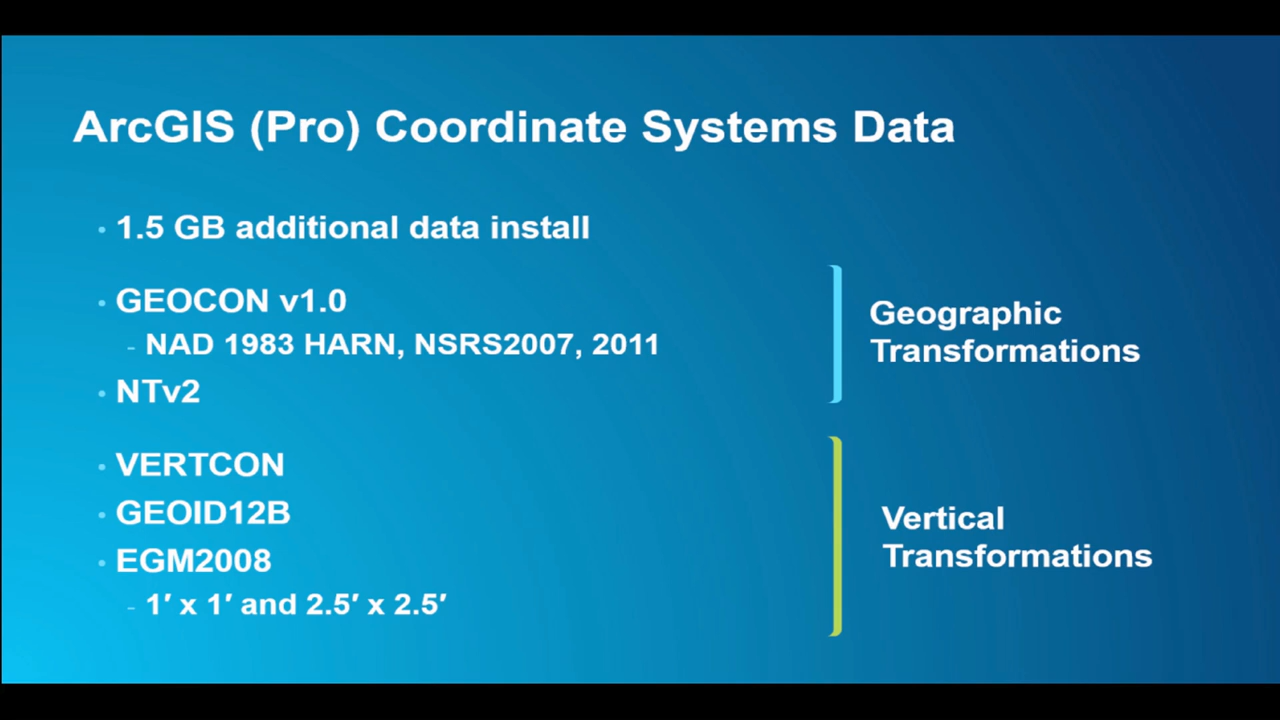 ArcGIS (Pro) Coordinate Systems Data
• 1.5 GB additional data install
• GEOCON v1.0
- NAD 1983 HARN, NSRS2007, 2011
• NTv2
Geographic
Transformations
• VERTCON
• GEOID12B
• EGM2008
- 1′ x 1′ and 2.5′ x 2.5′
Vertical
Transformations